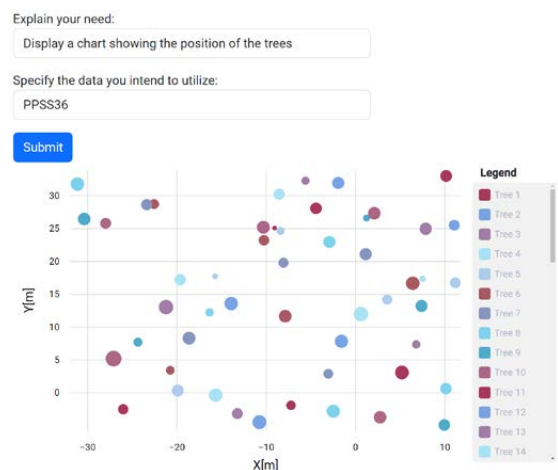 Explain your need:
Display a chart showing the position of the trees
Specify the data you intend to utilize:
PPSS36
Submit
Legend
Tree 1
Tree 2
Tree 3
Tree 4
Tree 5
Tree 6
Tree 7
Tree 8
Tree 9
Tree 10
Tree 11
Tree 12
Tree 13
Tree 14
Y[m]
30
25
20
15
10
5
0
−30
−20
−10
0
10
X[m]